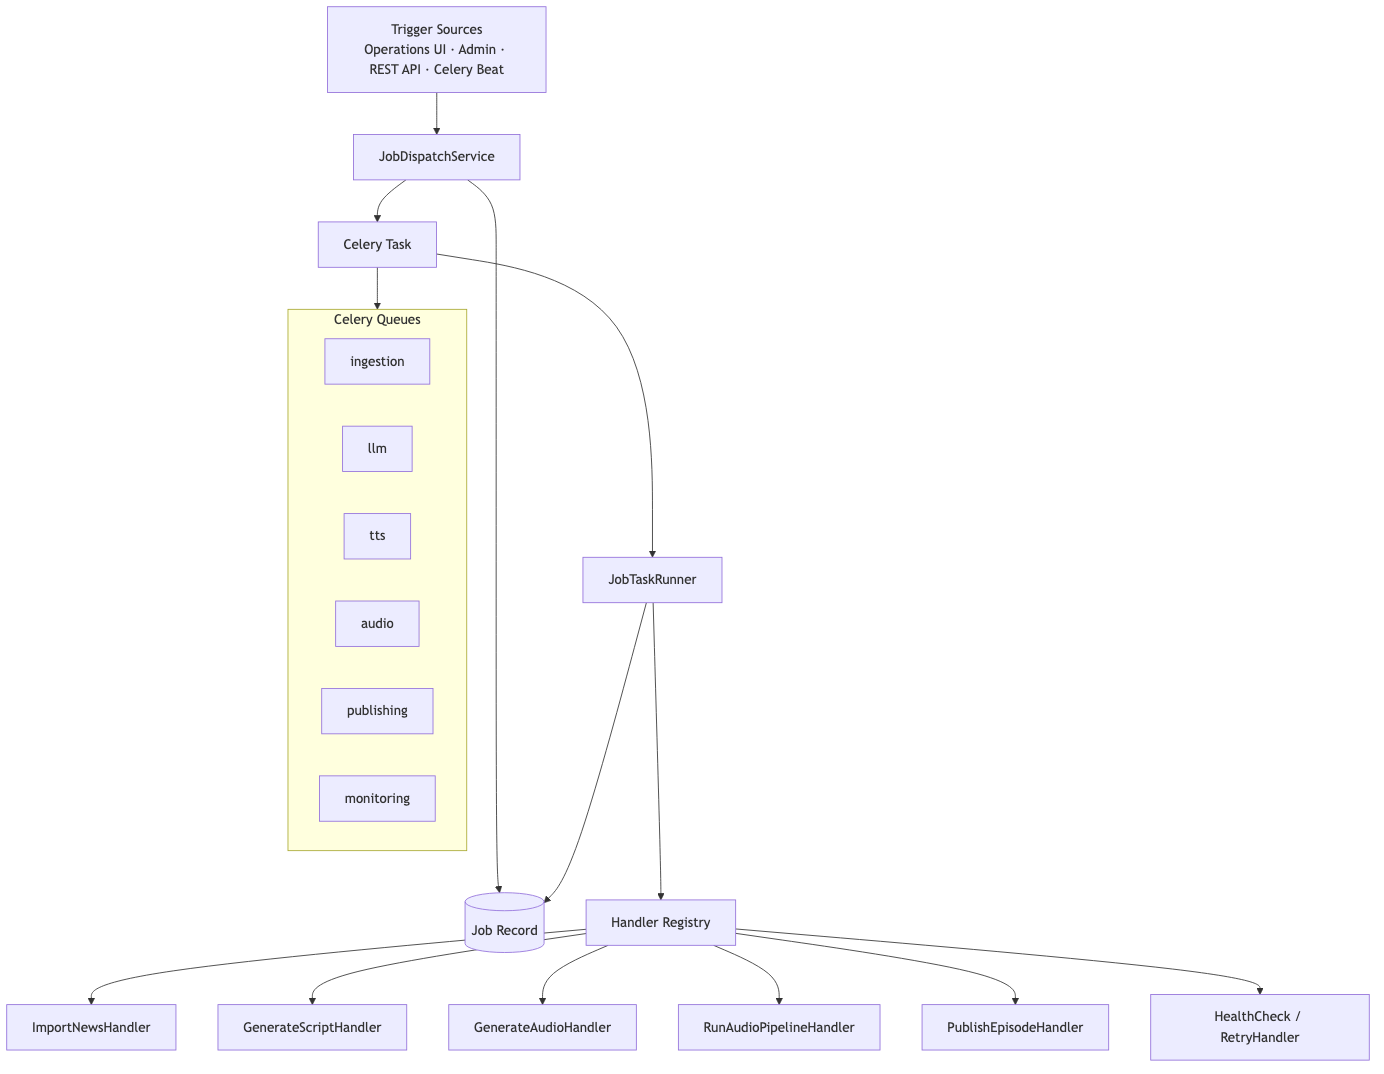 Trigger Sources
Operations UI · Admin ·
REST API · Celery Beat
JobDispatchService
Celery Task
Celery Queues
ingestion
llm
tts
audio
publishing
monitoring
JobTaskRunner
Job Record
Handler Registry
ImportNewsHandler
GenerateScriptHandler
GenerateAudioHandler
RunAudioPipelineHandler
PublishEpisodeHandler
HealthCheck /
RetryHandler